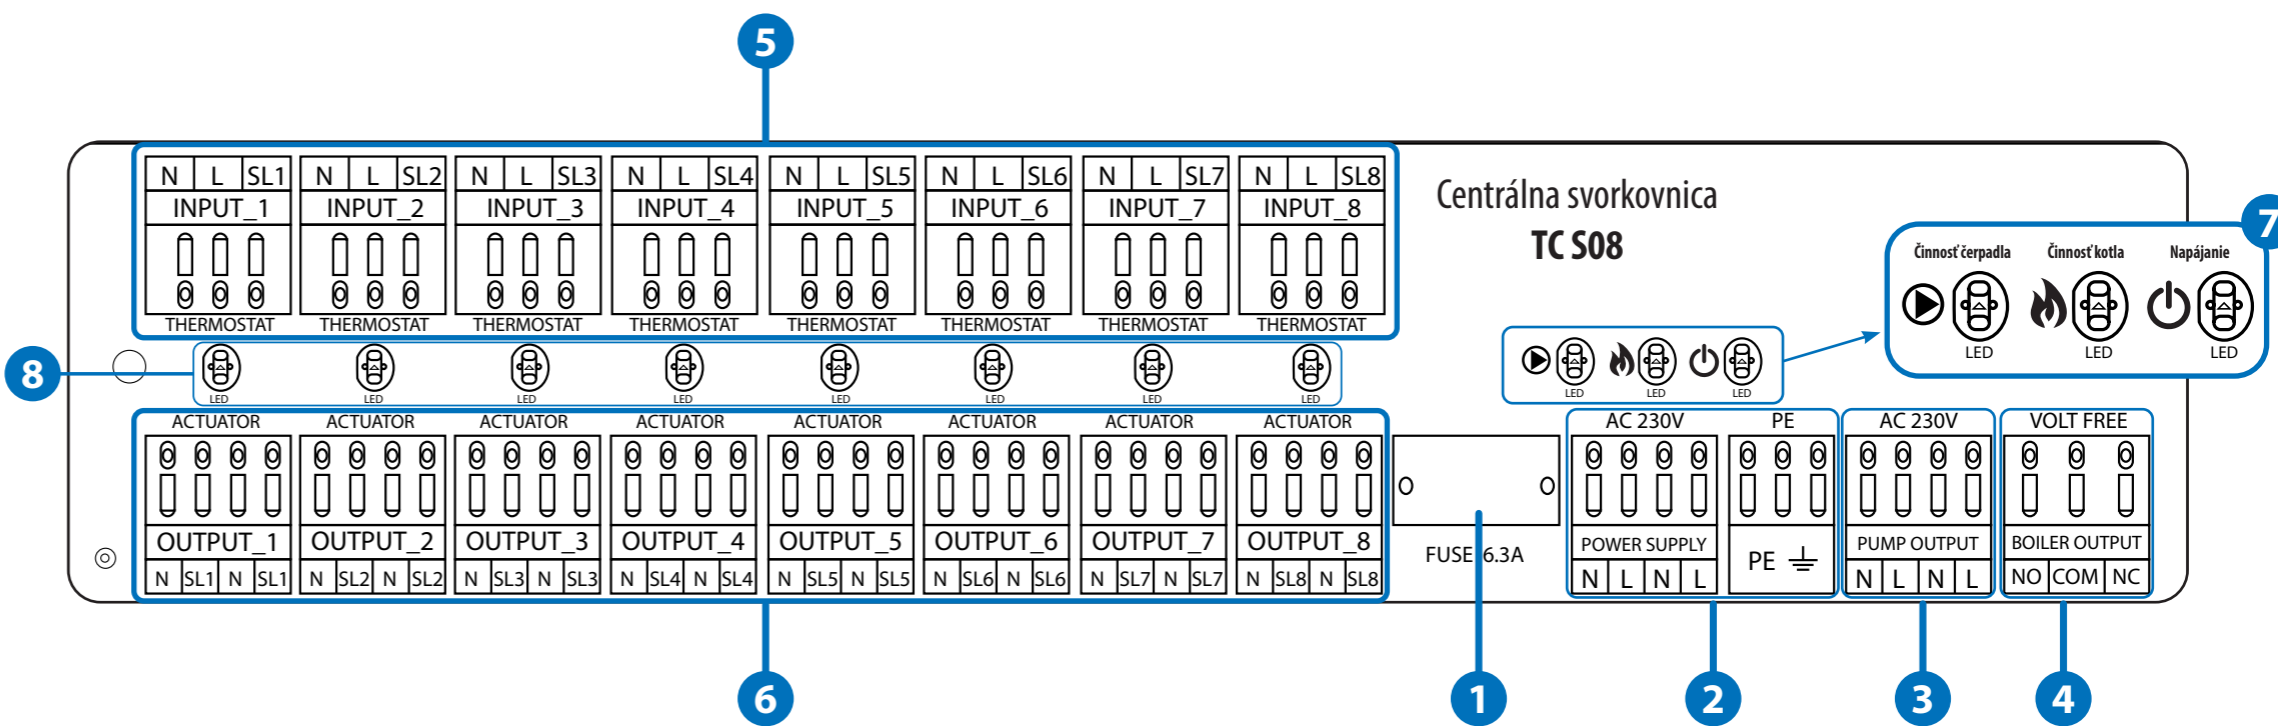 5
N L SL1 N L SL2 N L SL3 N L SL4 N L SL5 N L SL6 N L SL7 N L SL8
INPUT_1 INPUT_2 INPUT_3 INPUT_4 INPUT_5 INPUT_6 INPUT_7 INPUT_8
THERMOSTAT THERMOSTAT THERMOSTAT THERMOSTAT THERMOSTAT THERMOSTAT THERMOSTAT THERMOSTAT
Centrálna svorkovnica
TC S08
7
Činnosť čerpadla Činnosť kotla Napájanie
LED LED LED
8
LED LED LED LED LED LED LED LED
LED LED LED
ACTUATOR ACTUATOR ACTUATOR ACTUATOR ACTUATOR ACTUATOR ACTUATOR ACTUATOR
OUTPUT_1 OUTPUT_2 OUTPUT_3 OUTPUT_4 OUTPUT_5 OUTPUT_6 OUTPUT_7 OUTPUT_8
N SL1 N SL1 N SL2 N SL2 N SL3 N SL3 N SL4 N SL4 N SL5 N SL5 N SL6 N SL6 N SL7 N SL7 N SL8 N SL8
FUSE 6.3A
AC 230V PE AC 230V VOLT FREE
POWER SUPPLY PE PUMP OUTPUT BOILER OUTPUT
N L N L N L N L NO COM NC
6 1 2 3 4